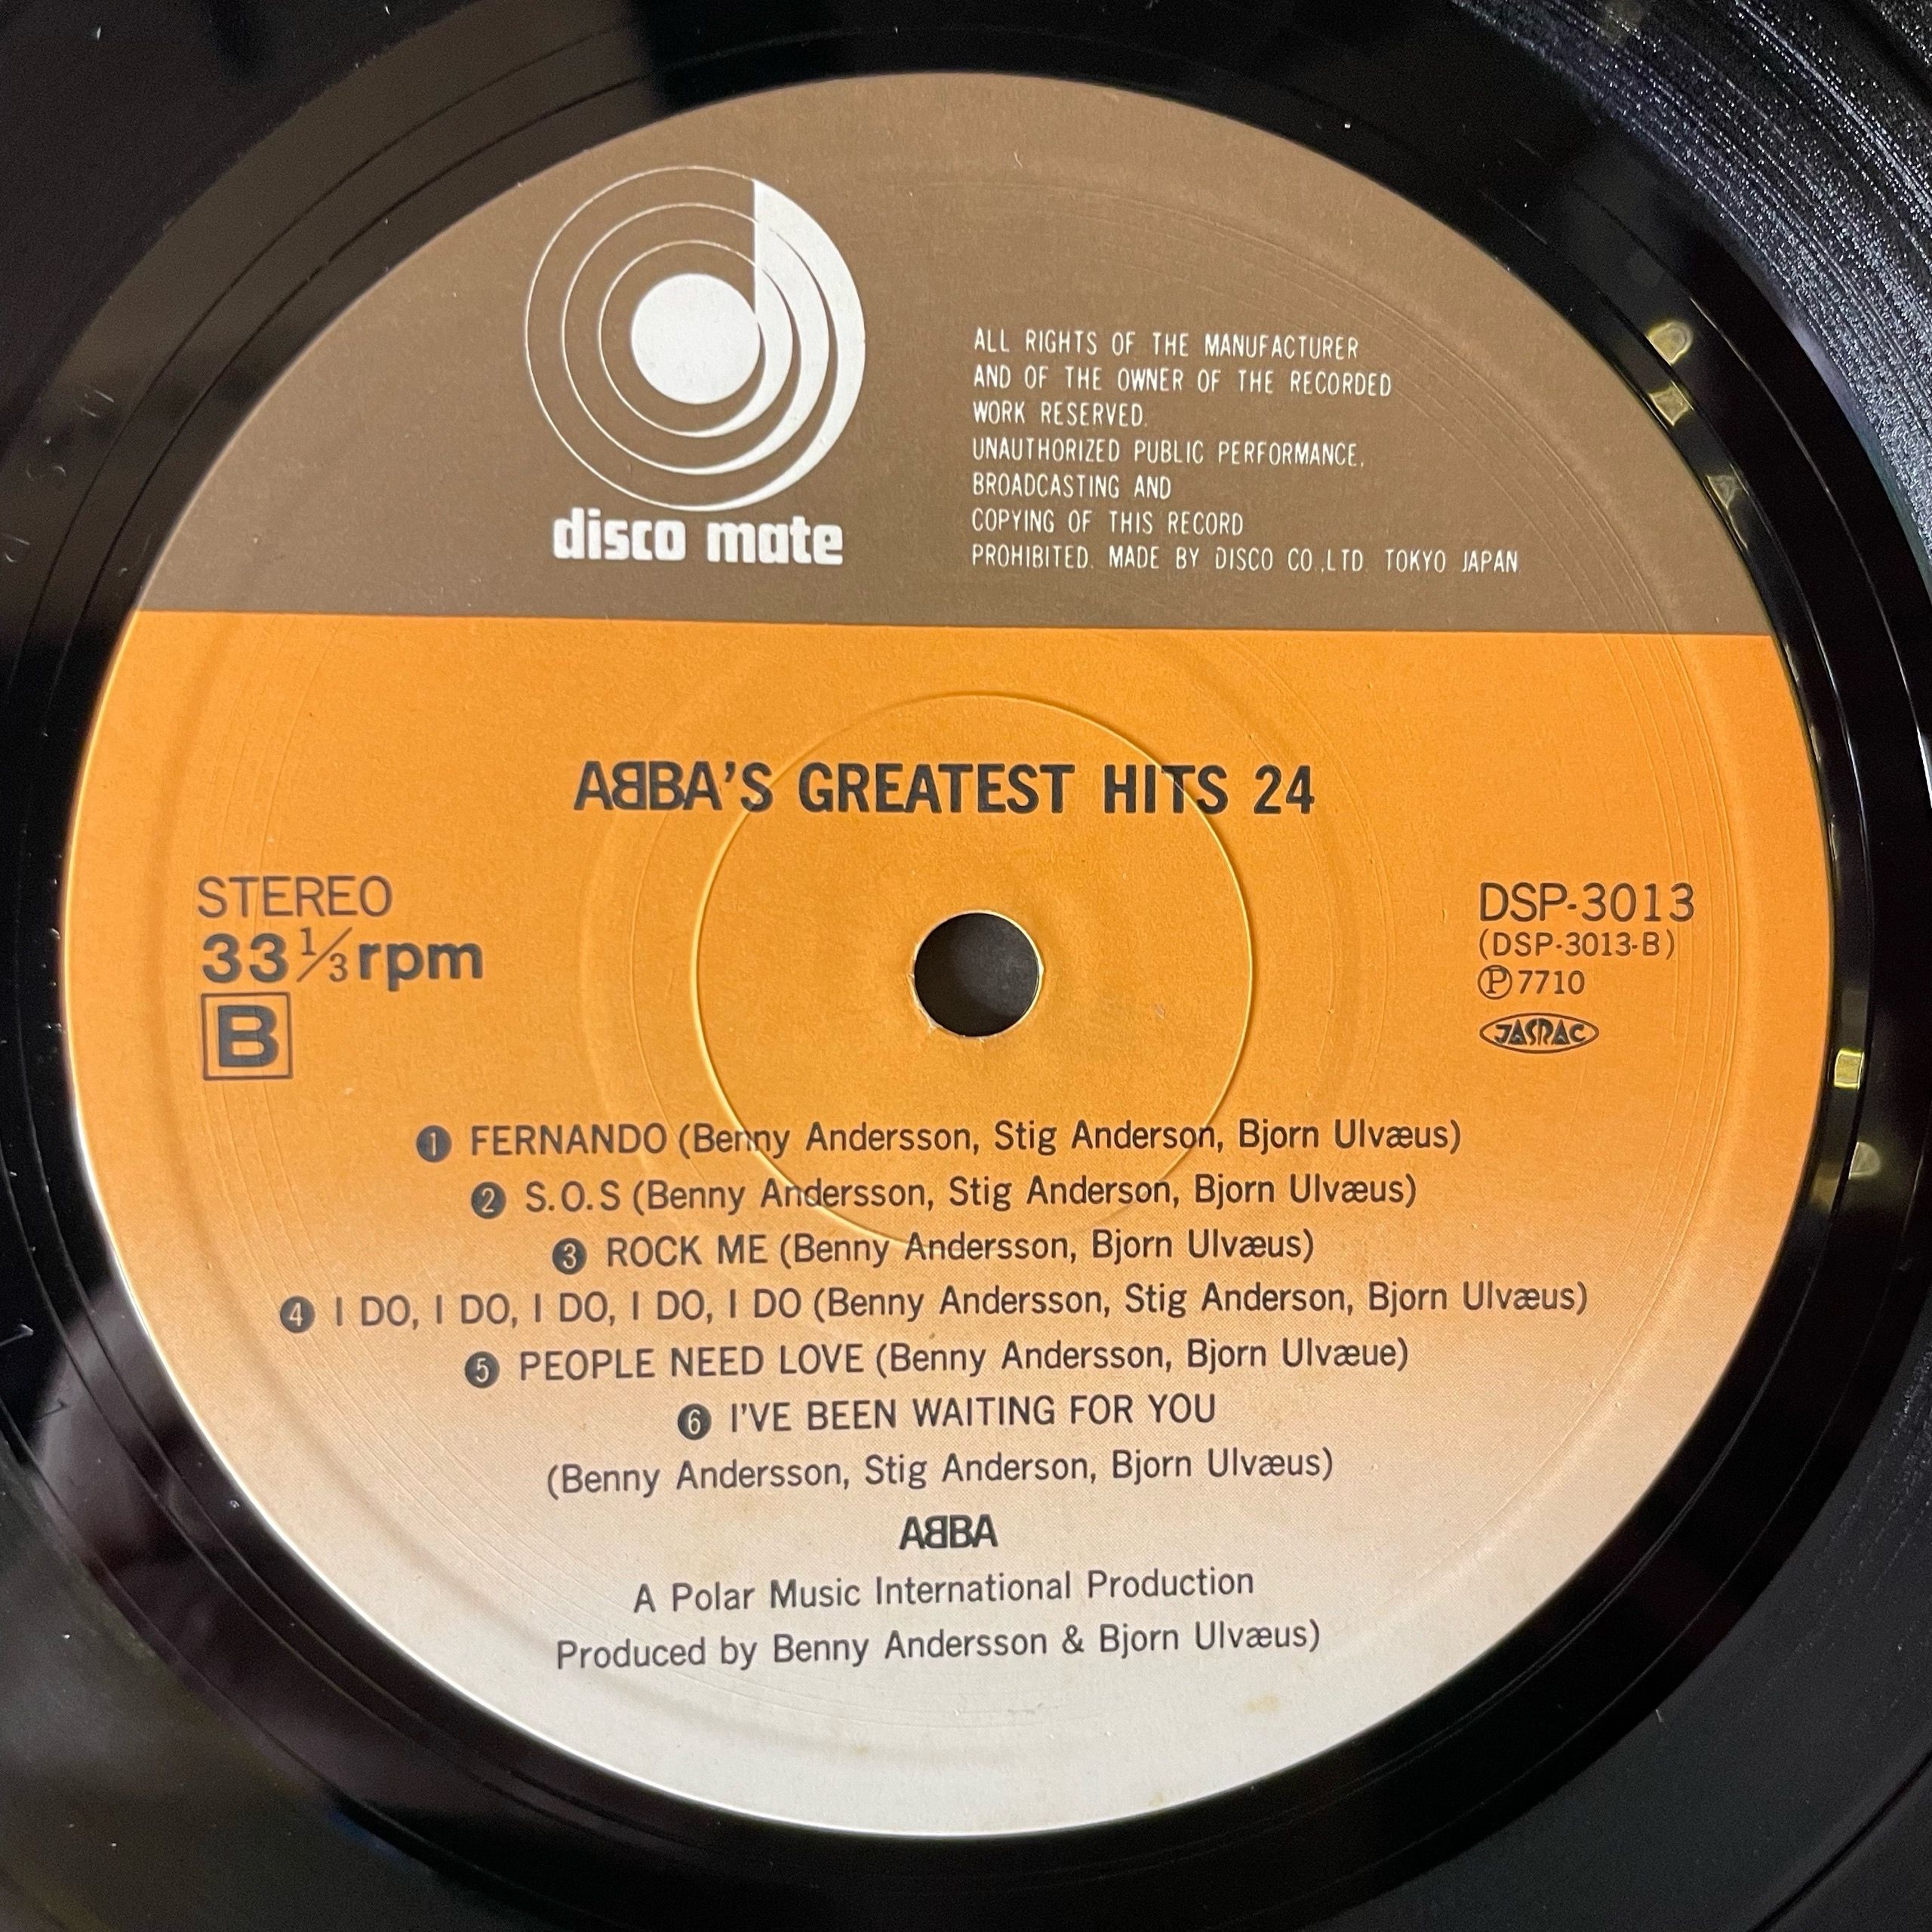 disco mate
ALL RIGHTS OF THE MANUFACTURER
AND OF THE OWNER OF THE RECORDED
WORK RESERVED.
UNAUTHORIZED PUBLIC PERFORMANCE,
BROADCASTING AND
COPYING OF THIS RECORD
PROHIBITED. MADE BY DISCO CO.,LTD. TOKYO JAPAN
ABBA'S GREATEST HITS 24
STEREO
33 1/3 rpm
B
DSP-3013
(DSP-3013-B)
Ⓟ7710
JASRAC
❶ FERNANDO (Benny Andersson, Stig Anderson, Bjorn Ulvæus)
❷ S.O.S (Benny Andersson, Stig Anderson, Bjorn Ulvæus)
❸ ROCK ME (Benny Andersson, Bjorn Ulvæus)
❹ I DO, I DO, I DO, I DO, I DO (Benny Andersson, Stig Anderson, Bjorn Ulvæus)
❺ PEOPLE NEED LOVE (Benny Andersson, Bjorn Ulvæue)
❻ I'VE BEEN WAITING FOR YOU
(Benny Andersson, Stig Anderson, Bjorn Ulvæus)
ABBA
A Polar Music International Production
Produced by Benny Andersson & Bjorn Ulvæus)